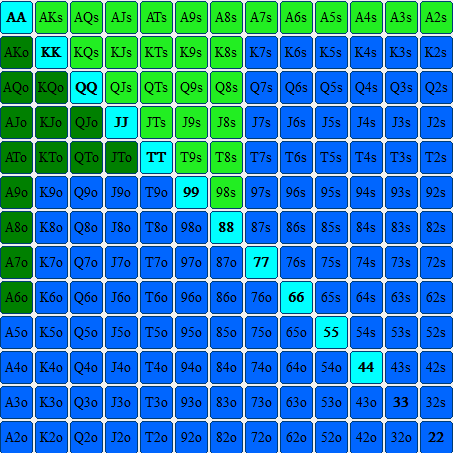 AA AKs AQs AJs ATs A9s A8s A7s A6s A5s A4s A3s A2s
AKo KK KQs KJs KTs K9s K8s K7s K6s K5s K4s K3s K2s
AQo KQo QQ QJs QTs Q9s Q8s Q7s Q6s Q5s Q4s Q3s Q2s
AJo KJo QJo JJ JTs J9s J8s J7s J6s J5s J4s J3s J2s
ATo KTo QTo JTo TT T9s T8s T7s T6s T5s T4s T3s T2s
A9o K9o Q9o J9o T9o 99 98s 97s 96s 95s 94s 93s 92s
A8o K8o Q8o J8o T8o 98o 88 87s 86s 85s 84s 83s 82s
A7o K7o Q7o J7o T7o 97o 87o 77 76s 75s 74s 73s 72s
A6o K6o Q6o J6o T6o 96o 86o 76o 66 65s 64s 63s 62s
A5o K5o Q5o J5o T5o 95o 85o 75o 65o 55 54s 53s 52s
A4o K4o Q4o J4o T4o 94o 84o 74o 64o 54o 44 43s 42s
A3o K3o Q3o J3o T3o 93o 83o 73o 63o 53o 43o 33 32s
A2o K2o Q2o J2o T2o 92o 82o 72o 62o 52o 42o 32o 22